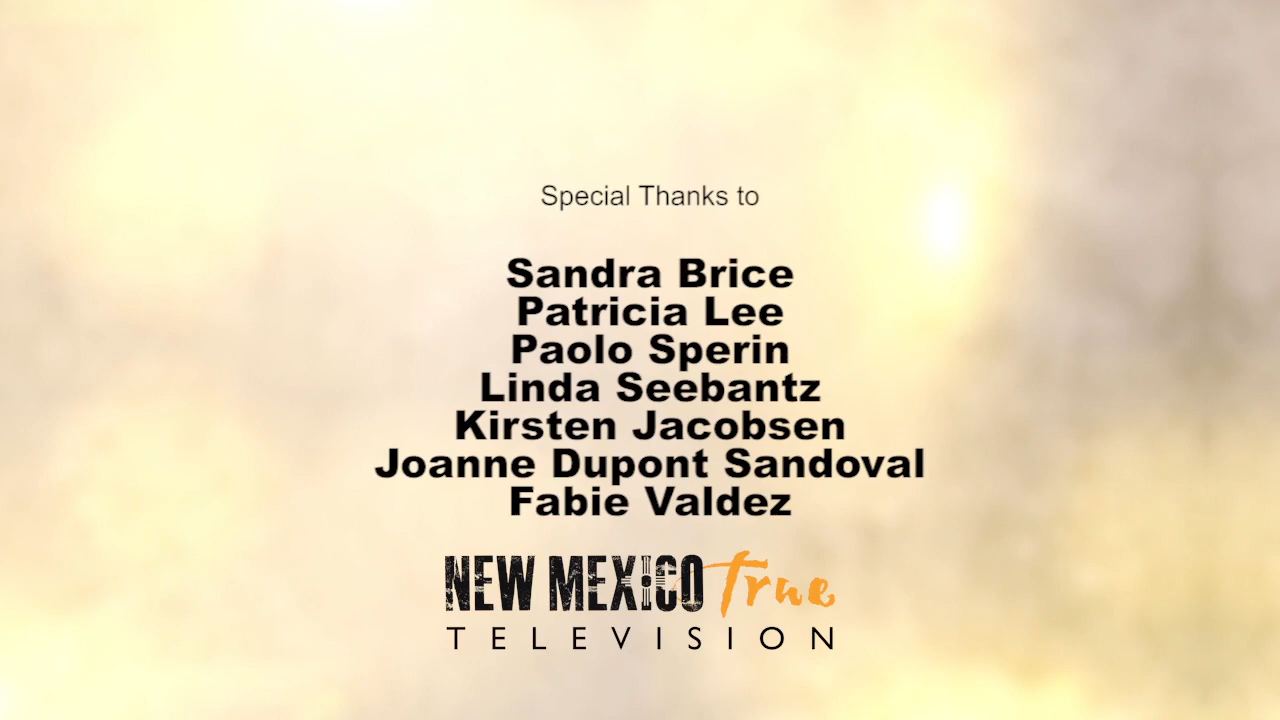 Special Thanks to
Sandra Brice
Patricia Lee
Paolo Sperin
Linda Seebantz
Kirsten Jacobsen
Joanne Dupont Sandoval
Fabie Valdez
NEW MEXICO True
TELEVISION